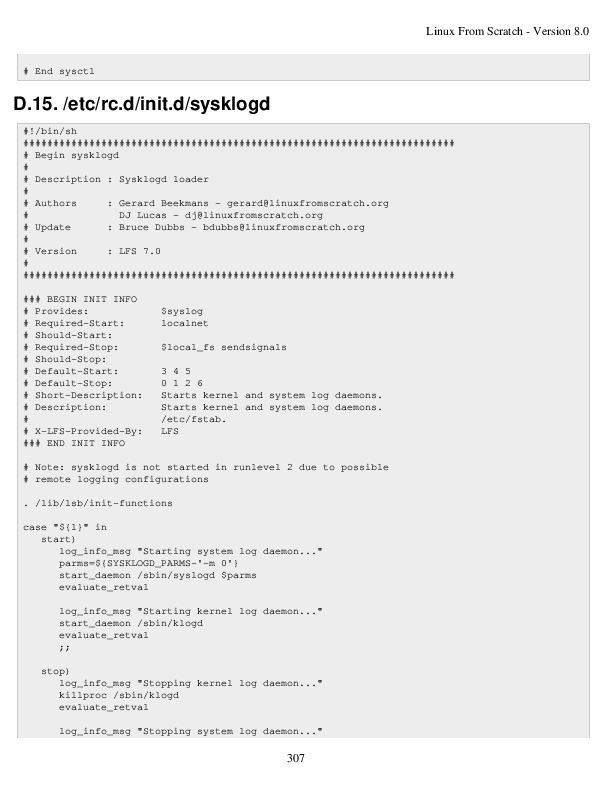 Linux From Scratch - Version 8.0
# End sysctl
D.15. /etc/rc.d/init.d/sysklogd
#!/bin/sh
########################################################################
# Begin sysklogd
#
# Description : Sysklogd loader
#
# Authors     : Gerard Beekmans - gerard@linuxfromscratch.org
#               DJ Lucas - dj@linuxfromscratch.org
# Update      : Bruce Dubbs - bdubbs@linuxfromscratch.org
#
# Version     : LFS 7.0
#
########################################################################
### BEGIN INIT INFO
# Provides:            $syslog
# Required-Start:      localnet
# Should-Start:
# Required-Stop:       $local_fs sendsignals
# Should-Stop:
# Default-Start:       3 4 5
# Default-Stop:        0 1 2 6
# Short-Description:   Starts kernel and system log daemons.
# Description:         Starts kernel and system log daemons.
#                      /etc/fstab.
# X-LFS-Provided-By:   LFS
### END INIT INFO
# Note: sysklogd is not started in runlevel 2 due to possible
# remote logging configurations
. /lib/lsb/init-functions
case "${1}" in
   start)
      log_info_msg "Starting system log daemon..."
      parms=${SYSKLOGD_PARMS-'-m 0'}
      start_daemon /sbin/syslogd $parms
      evaluate_retval
      log_info_msg "Starting kernel log daemon..."
      start_daemon /sbin/klogd
      evaluate_retval
      ;;
   stop)
      log_info_msg "Stopping kernel log daemon..."
      killproc /sbin/klogd
      evaluate_retval
      log_info_msg "Stopping system log daemon..."
307